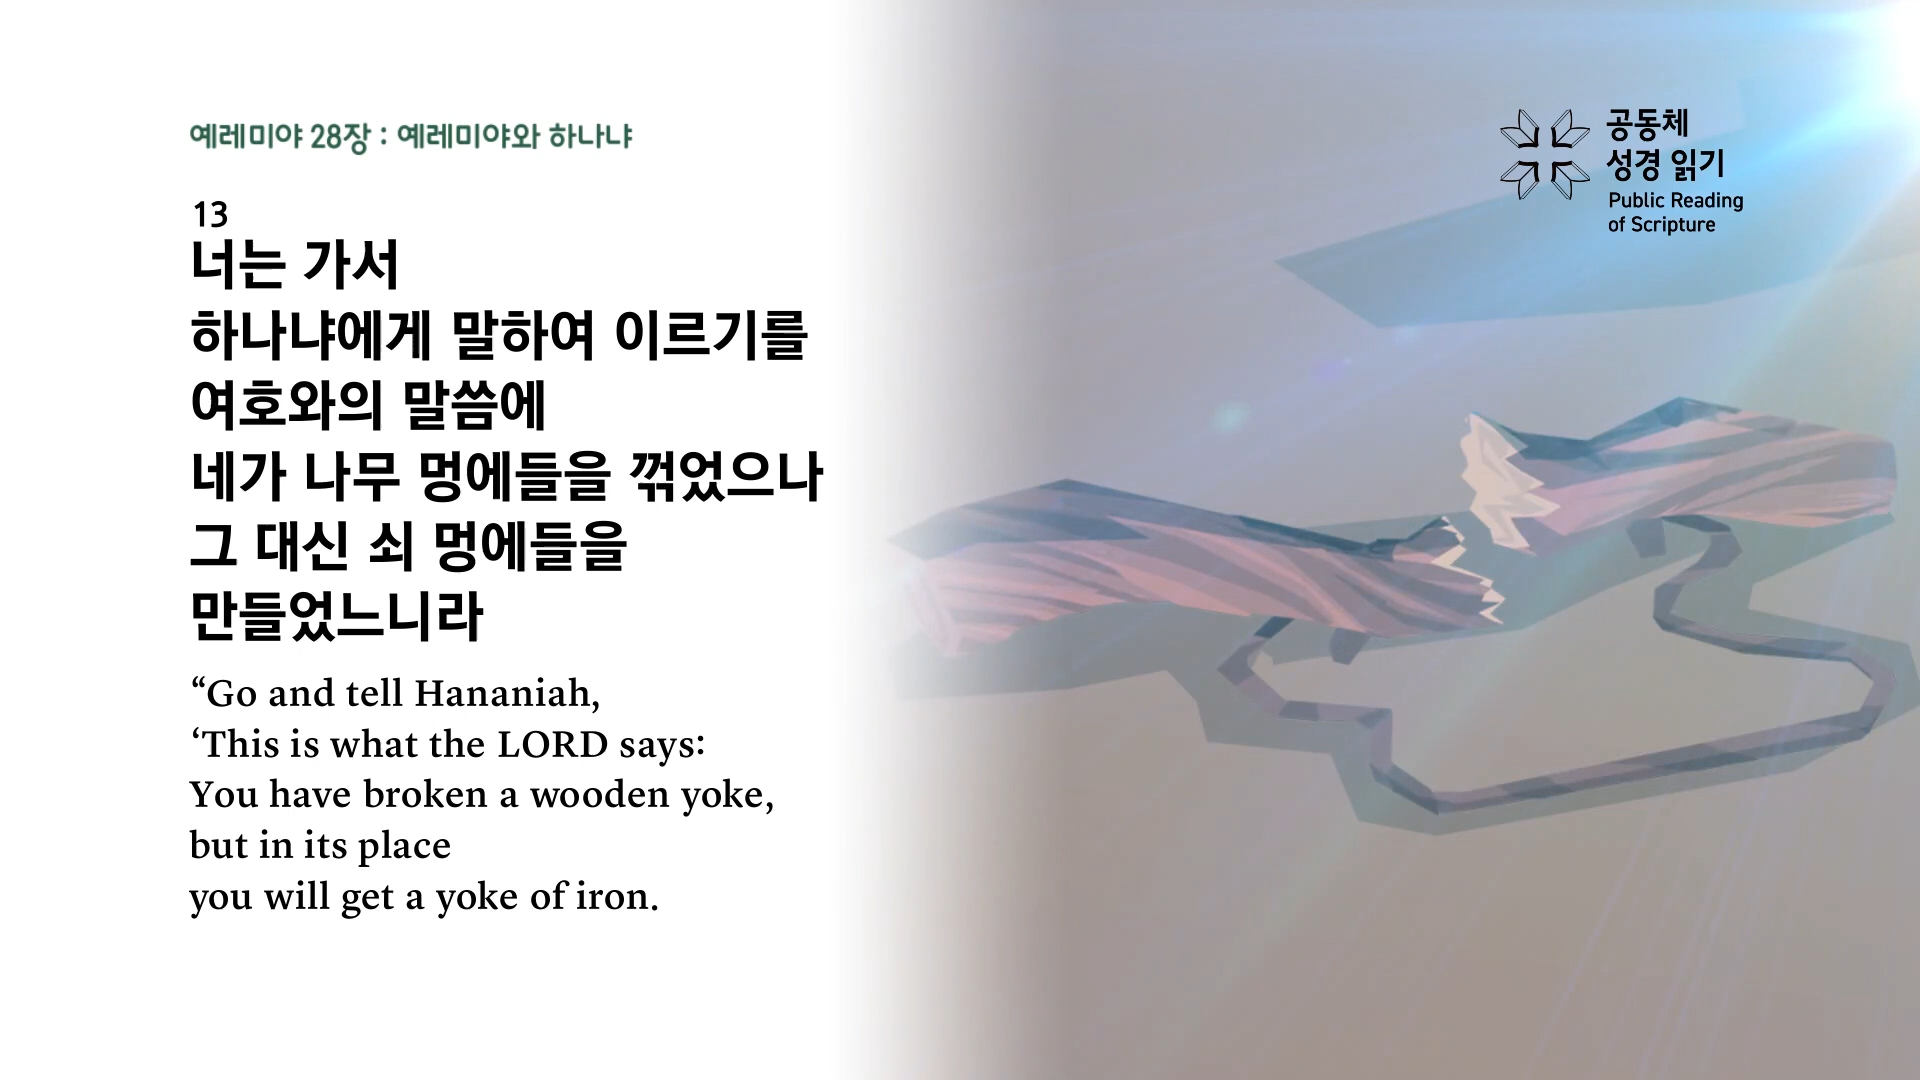 예레미야 28장 : 예레미야와 하나냐
13
너는 가서
하나냐에게 말하여 이르기를
여호와의 말씀에
네가 나무 멍에들을 꺾었으나
그 대신 쇠 멍에들을
만들었느니라
“Go and tell Hananiah,
‘This is what the LORD says:
You have broken a wooden yoke,
but in its place
you will get a yoke of iron.
공동체
성경 읽기
Public Reading
of Scripture